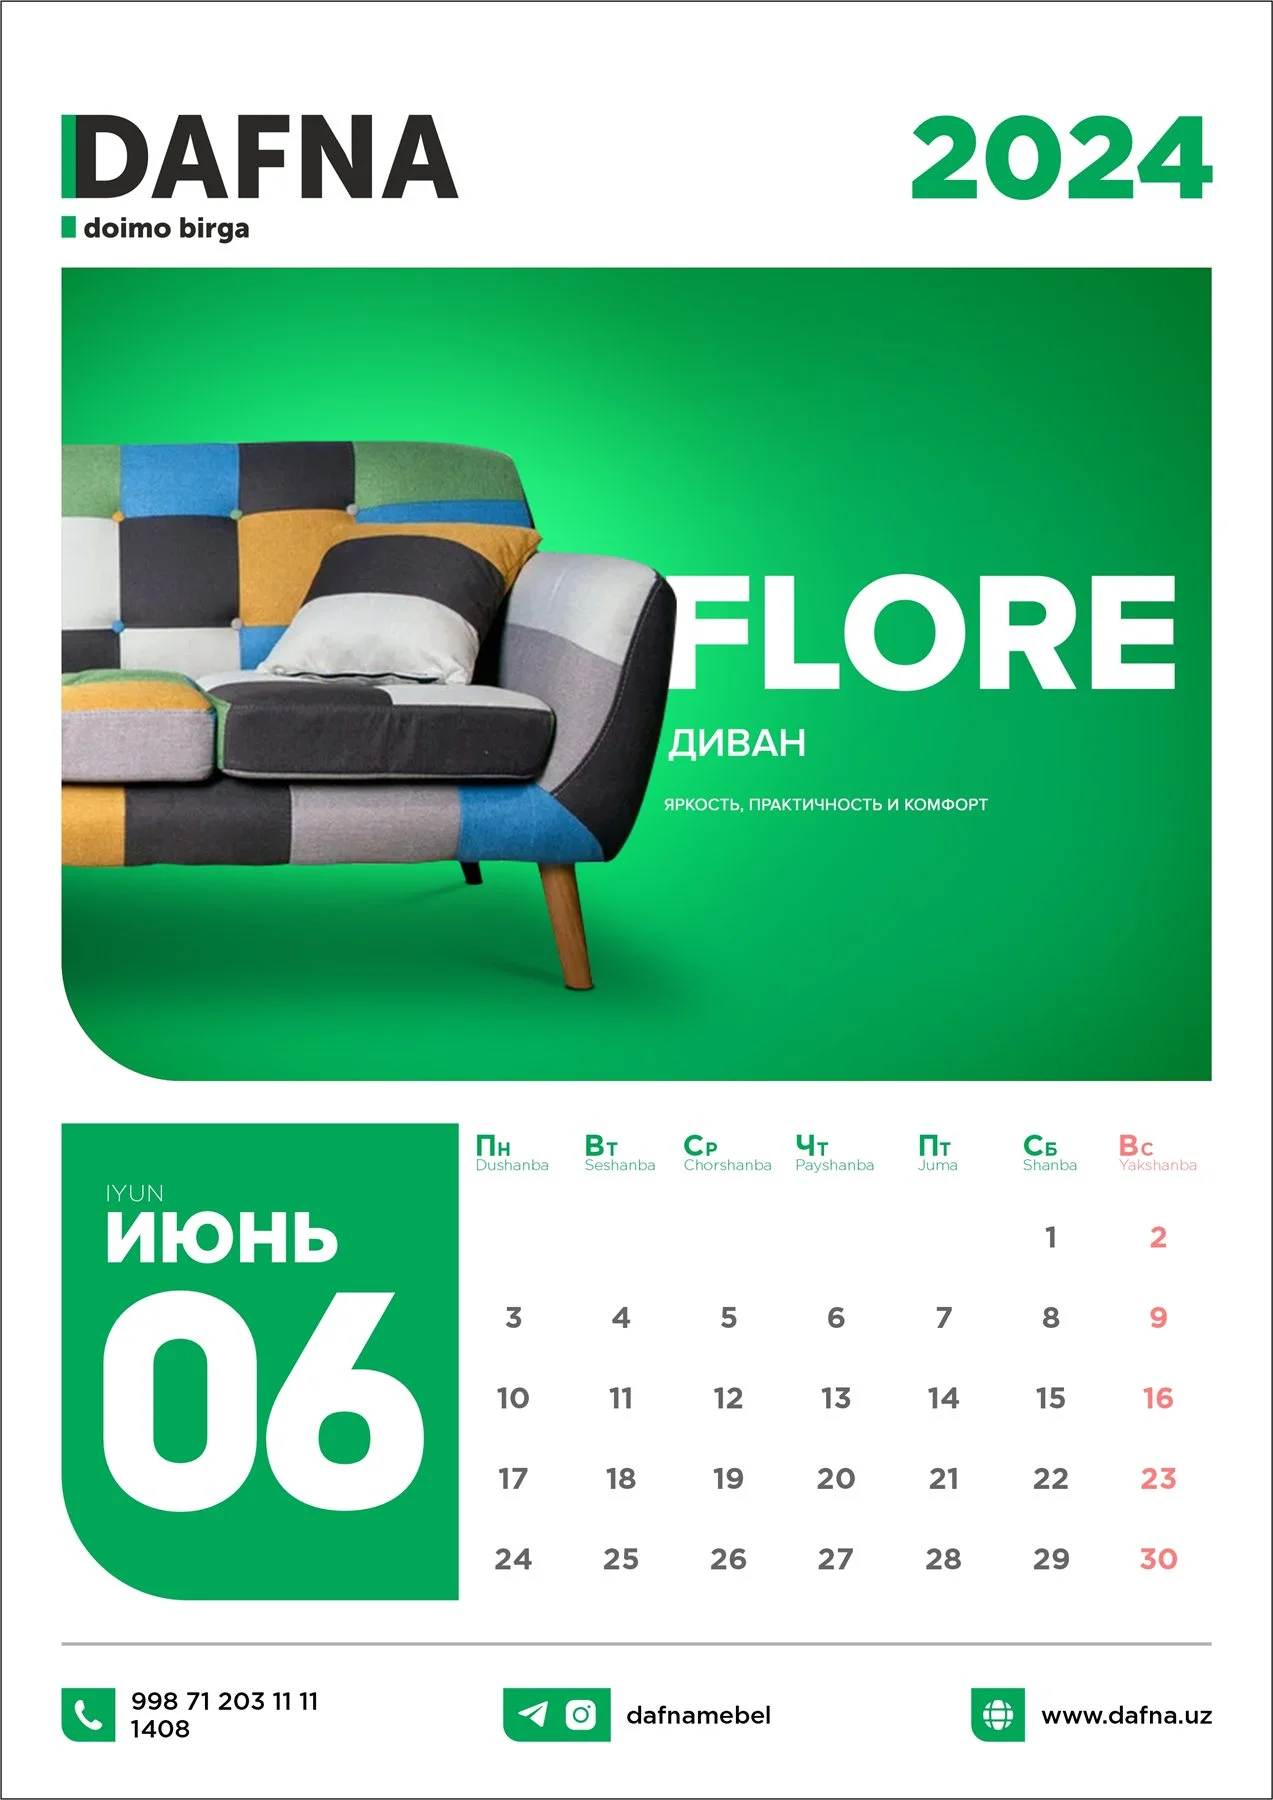 DAFNA
doimo birga
2024
FLORE
ДИВАН
ЯРКОСТЬ, ПРАКТИЧНОСТЬ И КОМФОРТ
IYUN
ИЮНЬ
06
Пн Вт Ср Чт Пт Сб Вс
Dushanba Seshanba Chorshanba Payshanba Juma Shanba Yakshanba
1 2
3 4 5 6 7 8 9
10 11 12 13 14 15 16
17 18 19 20 21 22 23
24 25 26 27 28 29 30
998 71 203 11 11
1408
dafnamebel
www.dafna.uz